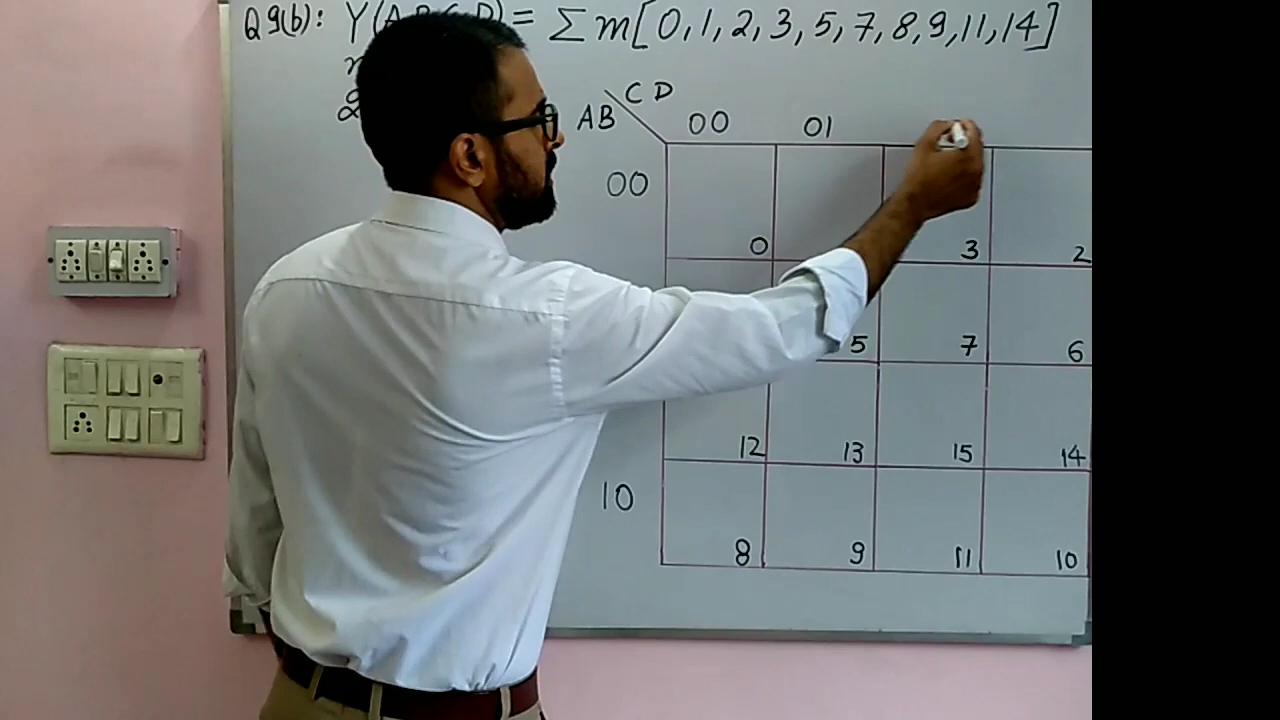 Q9(b): Y(A,B,C,D) = Σm[0,1,2,3,5,7,8,9,11,14]
CD
AB 00 01
00
0 3 2
5 7 6
12 13 15 14
10
8 9 11 10